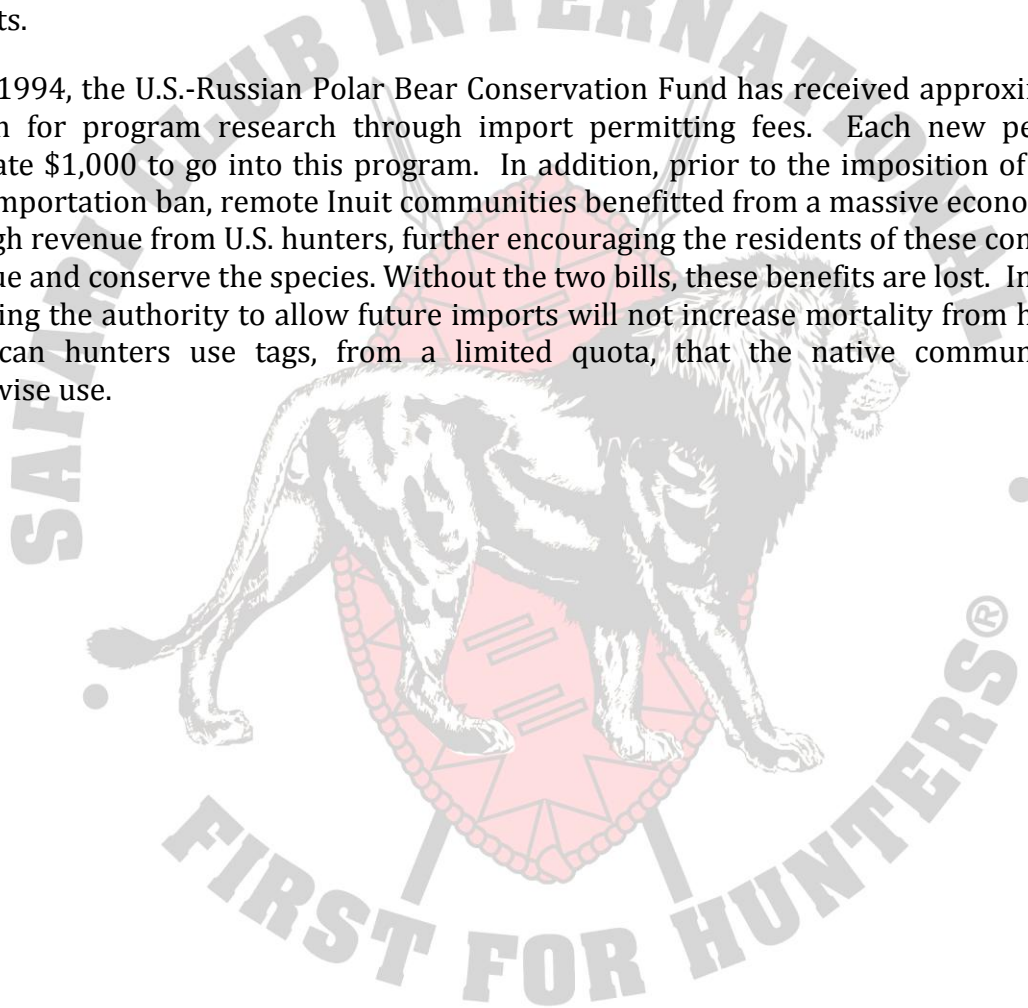 ts.
1994, the U.S.-Russian Polar Bear Conservation Fund has received approxi
n for program research through import permitting fees. Each new pe
ate $1,000 to go into this program. In addition, prior to the imposition of
mportation ban, remote Inuit communities benefitted from a massive econo
gh revenue from U.S. hunters, further encouraging the residents of these con
ue and conserve the species. Without the two bills, these benefits are lost. In
ing the authority to allow future imports will not increase mortality from h
can hunters use tags, from a limited quota, that the native commun
wise use.
SAFARI CLUB INTERNATIONAL
FIRST FOR HUNTERS®